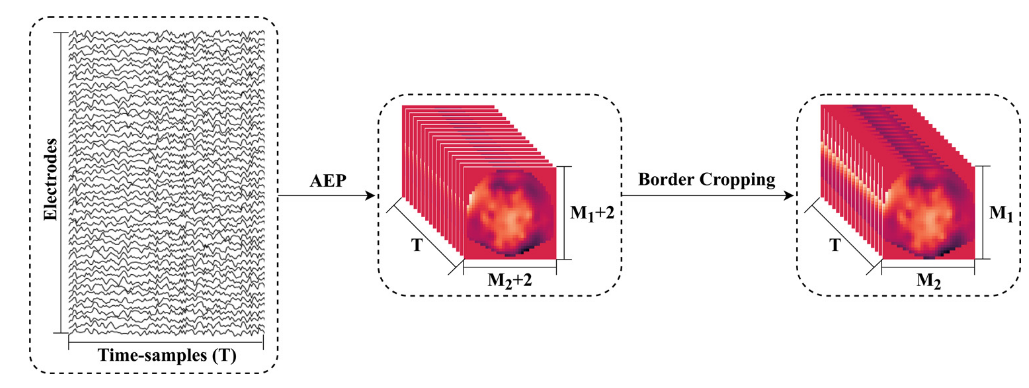 Electrodes
Time-samples (T)
AEP
T
M₁+2
M₂+2
Border Cropping
T
M₁
M₂